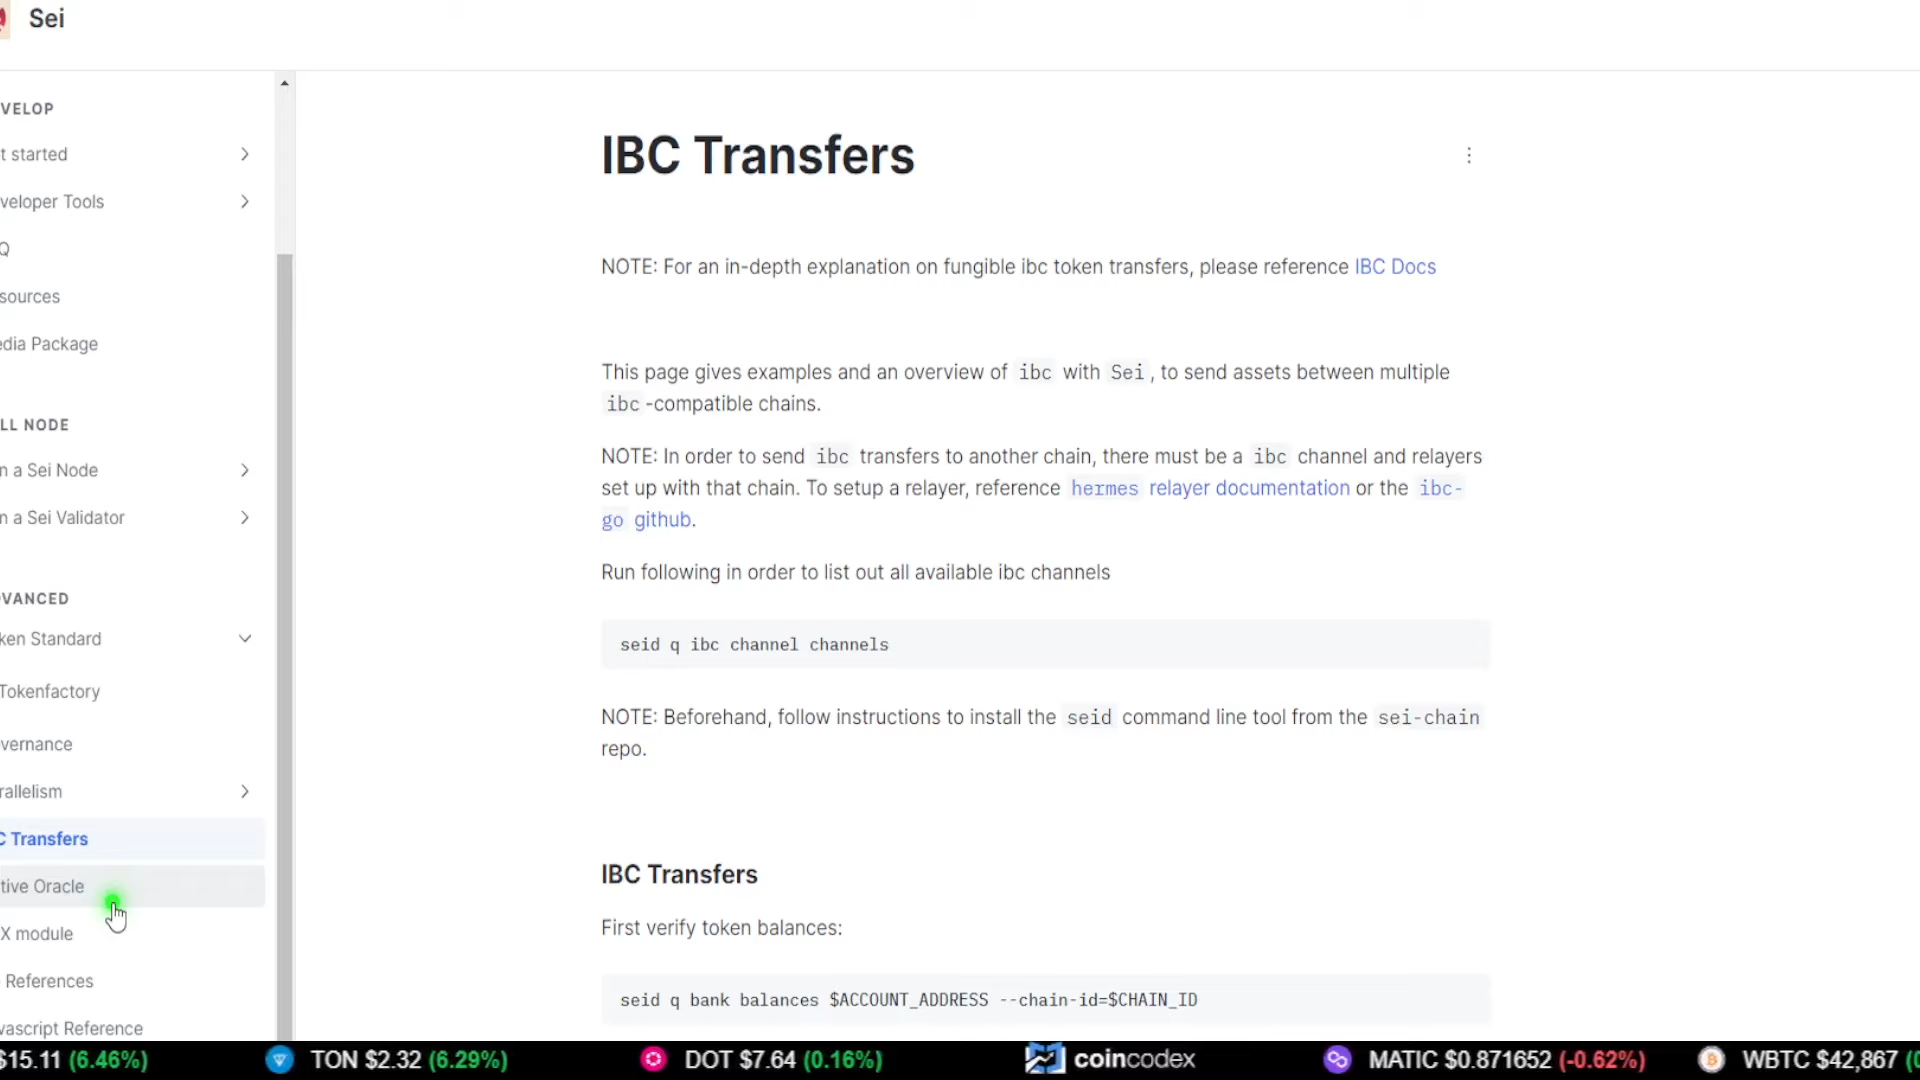 Sei
VELOP
t started
veloper Tools
Q
sources
edia Package
LL NODE
n a Sei Node
n a Sei Validator
VANCED
ken Standard
Tokenfactory
vernance
rallelism
C Transfers
tive Oracle
X module
References
vascript Reference
IBC Transfers
NOTE: For an in-depth explanation on fungible ibc token transfers, please reference IBC Docs
This page gives examples and an overview of ibc with Sei, to send assets between multiple
ibc-compatible chains.
NOTE: In order to send ibc transfers to another chain, there must be a ibc channel and relayers
set up with that chain. To setup a relayer, reference hermes relayer documentation or the ibc-
go github.
Run following in order to list out all available ibc channels
seid q ibc channel channels
NOTE: Beforehand, follow instructions to install the seid command line tool from the sei-chain
repo.
IBC Transfers
First verify token balances:
seid q bank balances $ACCOUNT_ADDRESS --chain-id=$CHAIN_ID
$15.11 (6.46%) TON $2.32 (6.29%) DOT $7.64 (0.16%) coincodex MATIC $0.871652 (-0.62%) WBTC $42,867 (